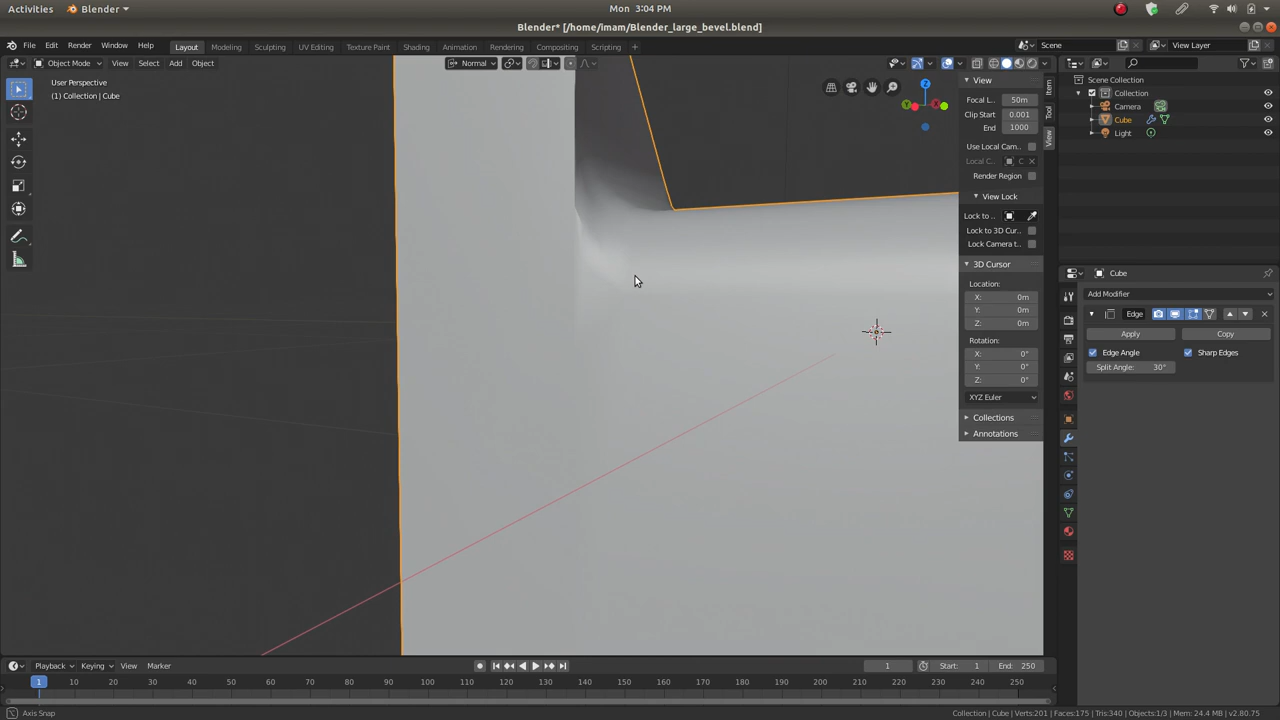 Activities Blender Mon 3:04 PM
Blender* [/home/imam/Blender_large_bevel.blend]
File Edit Render Window Help Layout Modeling Sculpting UV Editing Texture Paint Shading Animation Rendering Compositing Scripting + Scene View Layer
Object Mode View Select Add Object Normal
User Perspective
(1) Collection | Cube
Z
Y
X
View
Focal L.. 50m
Clip Start 0.001
End 1000
Use Local Cam..
Local C.. C
Render Region
View Lock
Lock to ..
Lock to 3D Cur..
Lock Camera t..
3D Cursor
Location:
X: 0m
Y: 0m
Z: 0m
Rotation:
X: 0°
Y: 0°
Z: 0°
XYZ Euler
Collections
Annotations
Item
Tool
View
Scene Collection
Collection
Camera
Cube
Light
Cube
Add Modifier
Edge
Apply Copy
Edge Angle Sharp Edges
Split Angle: 30°
Playback Keying View Marker 1 Start: 1 End: 250
1 10 20 30 40 50 60 70 80 90 100 110 120 130 140 150 160 170 180 190 200 210 220 230 240 250
Axis Snap Collection | Cube | Verts:201 | Faces:175 | Tris:340 | Objects:1/3 | Mem: 24.4 MB | v2.80.75